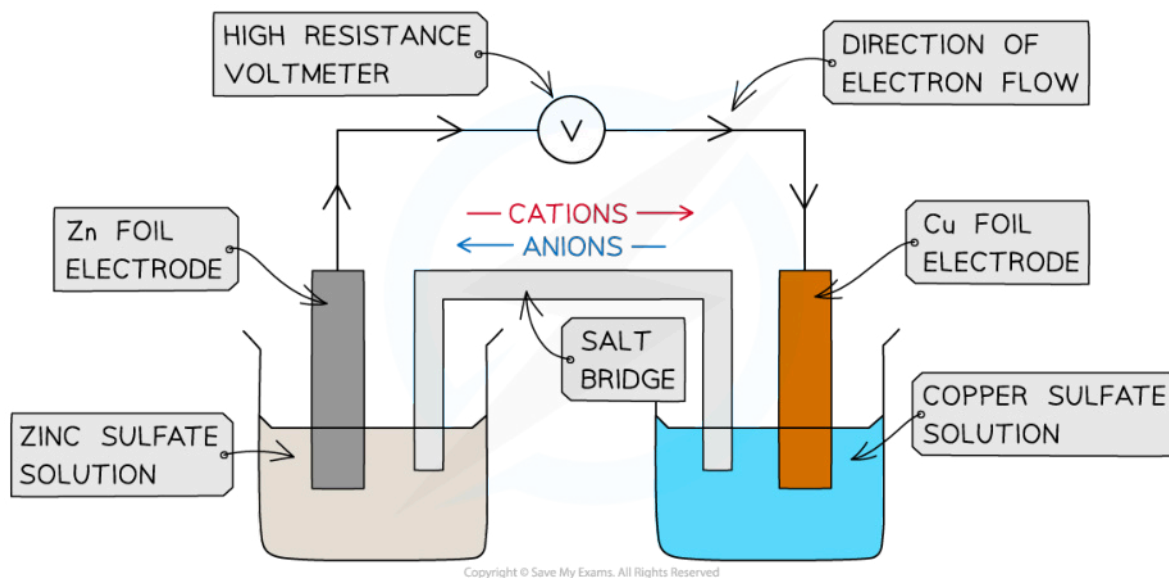 HIGH RESISTANCE
VOLTMETER
DIRECTION OF
ELECTRON FLOW
V
Zn FOIL
ELECTRODE
CATIONS
ANIONS
Cu FOIL
ELECTRODE
SALT
BRIDGE
ZINC SULFATE
SOLUTION
COPPER SULFATE
SOLUTION
Copyright © Save My Exams. All Rights Reserved